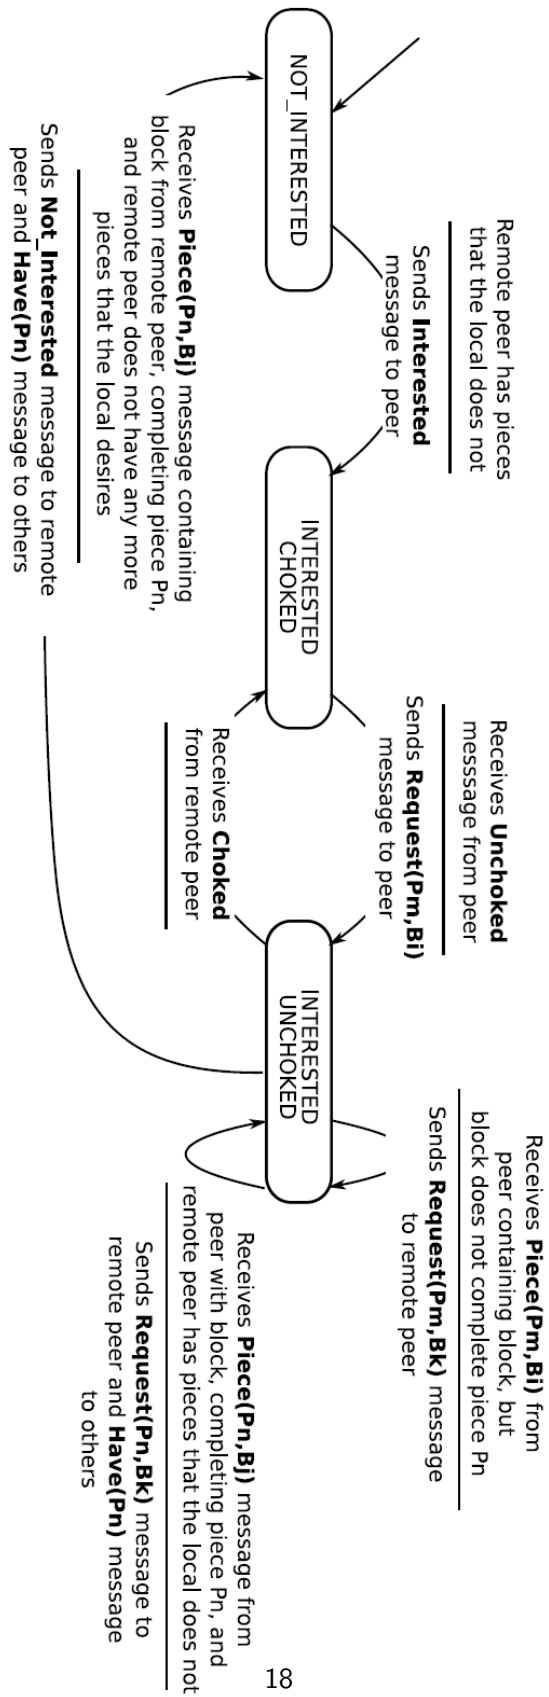 NOT_INTERESTED
Remote peer has pieces
that the local does not
Sends Interested
message to peer
INTERESTED
CHOKED
Receives Unchoked
messsage from peer
Sends Request(Pm,Bi)
message to peer
Receives Choked
from remote peer
INTERESTED
UNCHOKED
Receives Piece(Pm,Bi) from
peer containing block, but
block does not complete piece Pn
Sends Request(Pm,Bk) message
to remote peer
Receives Piece(Pn,Bj) message containing
block from remote peer, completing piece Pn,
and remote peer does not have any more
pieces that the local desires
Sends Not_Interested message to remote
peer and Have(Pn) message to others
Receives Piece(Pn,Bj) message from
peer with block, completing piece Pn, and
remote peer has pieces that the local does not
Sends Request(Pn,Bk) message to
remote peer and Have(Pn) message
to others
18